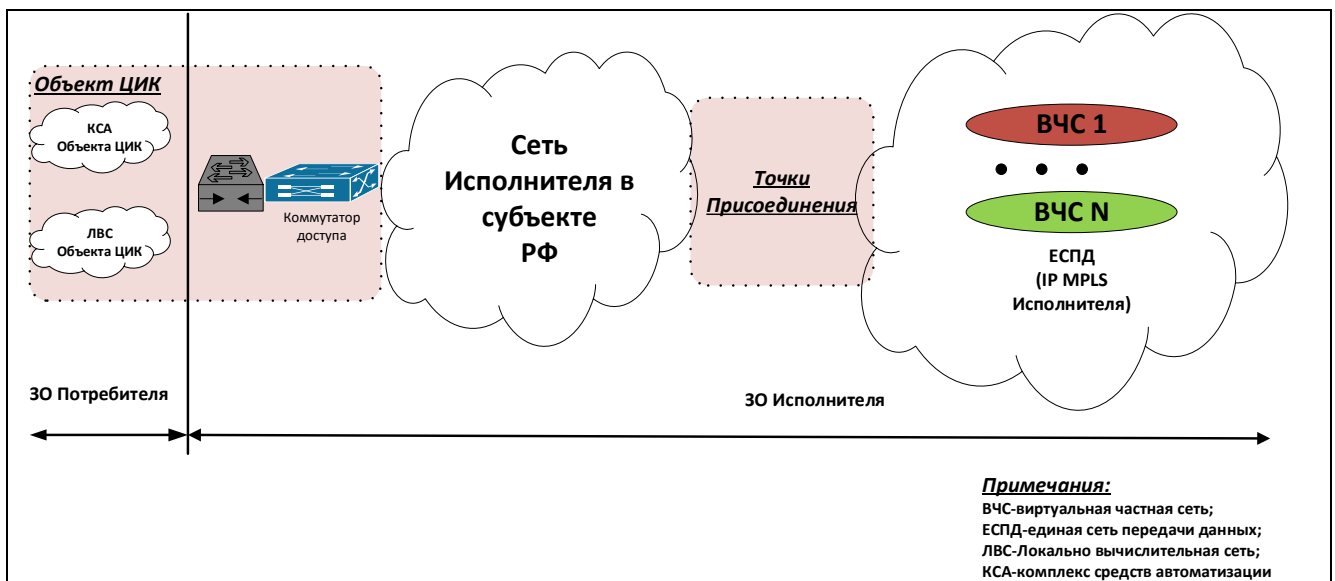 Объект ЦИК
КСА
Объекта ЦИК
ЛВС
Объекта ЦИК
Коммутатор
доступа
Сеть
Исполнителя в
субъекте
РФ
Точки
Присоединения
ВЧС 1
ВЧС N
ЕСПД
(IP MPLS
Исполнителя)
ЗО Потребителя
ЗО Исполнителя
Примечания:
ВЧС-виртуальная частная сеть;
ЕСПД-единая сеть передачи данных;
ЛВС-Локально вычислительная сеть;
КСА-комплекс средств автоматизации